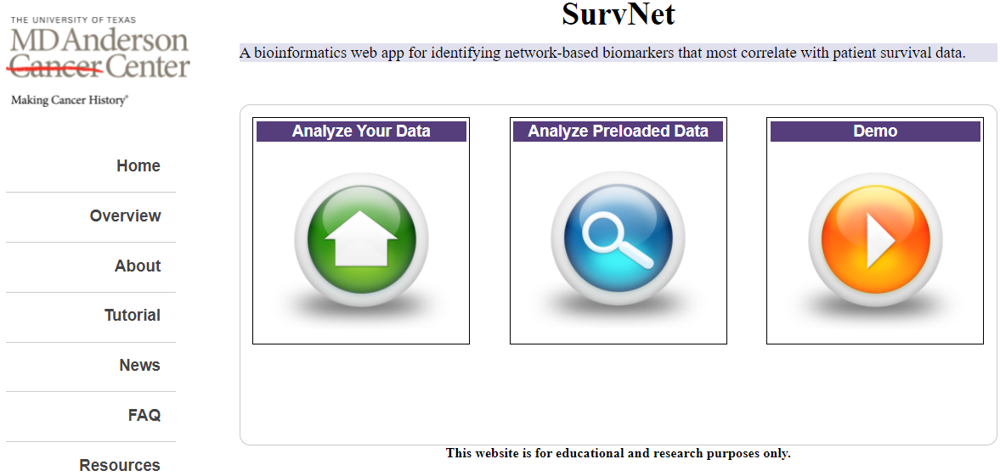 THE UNIVERSITY OF TEXAS
MD Anderson
Cancer Center
Making Cancer History®
Home
Overview
About
Tutorial
News
FAQ
Resources
SurvNet
A bioinformatics web app for identifying network-based biomarkers that most correlate with patient survival data.
Analyze Your Data
Analyze Preloaded Data
Demo
This website is for educational and research purposes only.